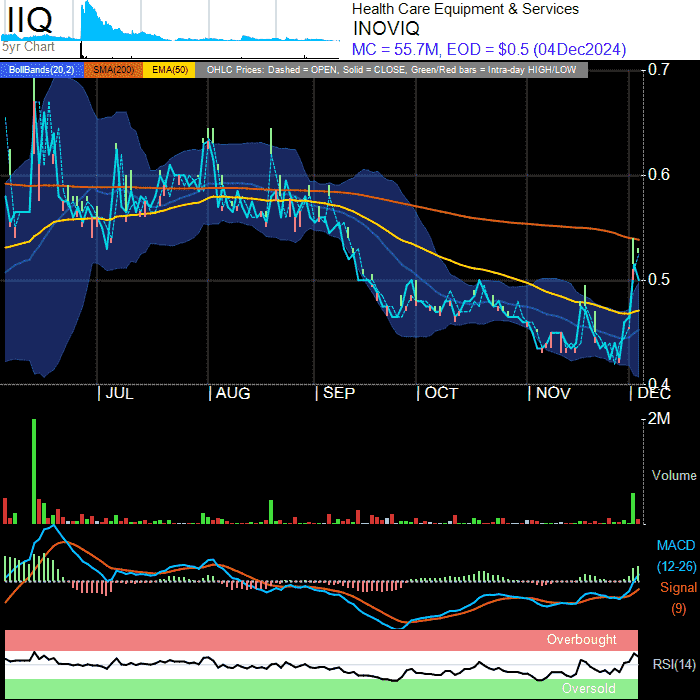 IIQ
5yr Chart
Health Care Equipment & Services
INOVIQ
MC = 55.7M, EOD = $0.5 (04Dec2024)
BollBands(20,2) SMA(200) EMA(50) OHLC Prices: Dashed = OPEN, Solid = CLOSE, Green/Red bars = Intra-day HIGH/LOW
0.7
0.6
0.5
0.4
JUL AUG SEP OCT NOV DEC
2M
Volume
MACD
(12-26)
Signal
(9)
Overbought
RSI(14)
Oversold